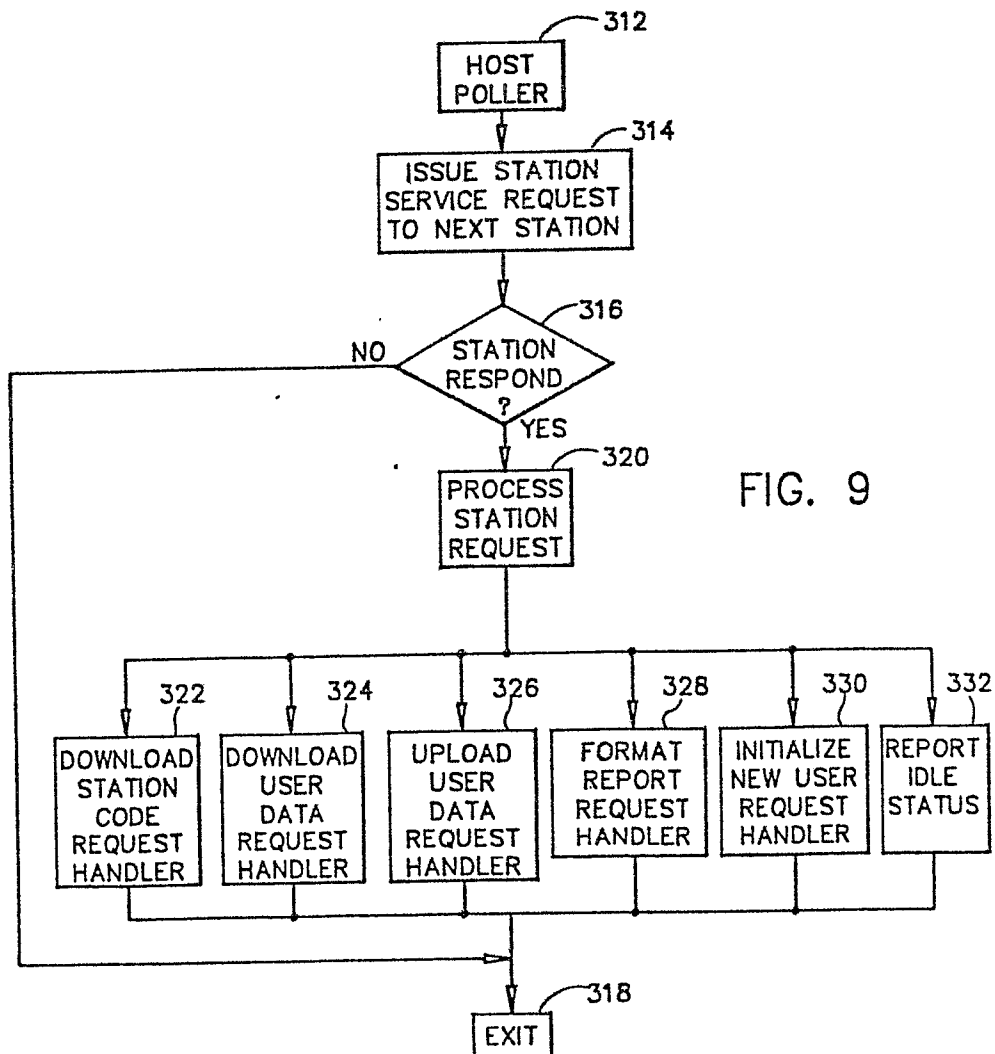 312
HOST
POLLER
314
ISSUE STATION
SERVICE REQUEST
TO NEXT STATION
316
NO
STATION
RESPOND
?
YES
320
PROCESS
STATION
REQUEST
FIG. 9
322
DOWNLOAD
STATION
CODE
REQUEST
HANDLER
324
DOWNLOAD
USER
DATA
REQUEST
HANDLER
326
UPLOAD
USER
DATA
REQUEST
HANDLER
328
FORMAT
REPORT
REQUEST
HANDLER
330
INITIALIZE
NEW USER
REQUEST
HANDLER
332
REPORT
IDLE
STATUS
318
EXIT